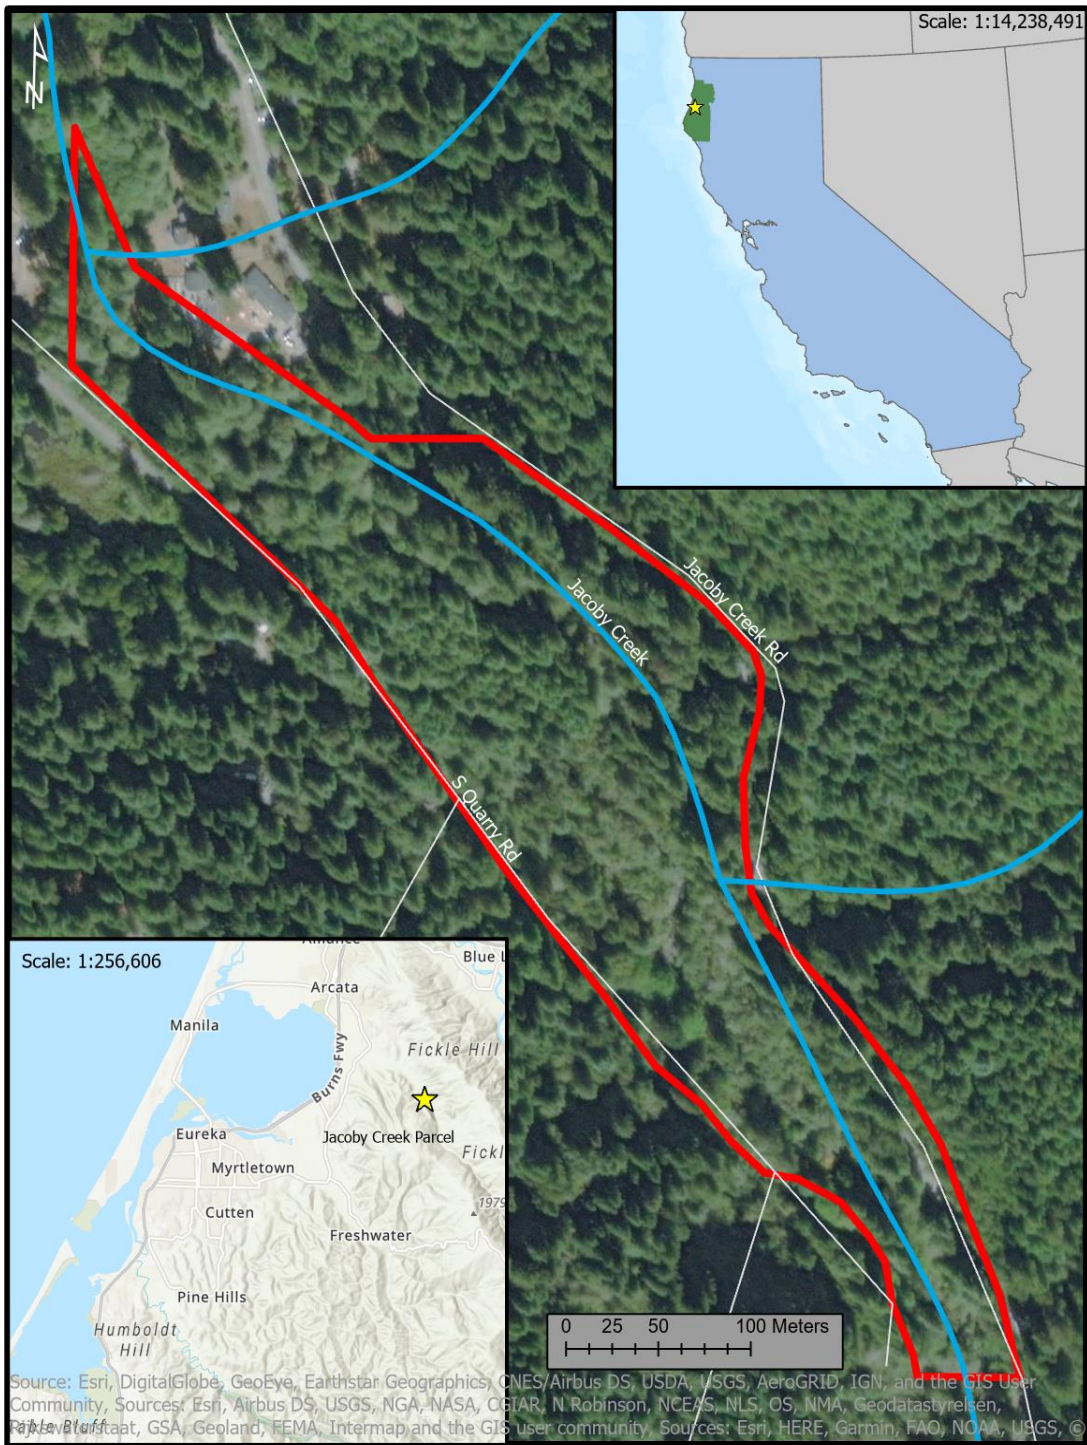 N
Scale: 1:14,238,491
Jacoby Creek Rd
Jacoby Creek
S Quarry Rd
Scale: 1:256,606
Blue L
Arcata
Manila
Fickle Hill
Burns Fwy
Eureka
Jacoby Creek Parcel
Fickl
Myrtletown
1979
Cutten
Freshwater
Pine Hills
Humboldt
Hill
0 25 50 100 Meters
Source: Esri, DigitalGlobe, GeoEye, Earthstar Geographics, CNES/Airbus DS, USDA, USGS, AeroGRID, IGN, and the GIS User
Community, Sources: Esri, Airbus DS, USGS, NGA, NASA, CGIAR, N Robinson, NCEAS, NLS, OS, NMA, Geodatastyrelsen,
Rijkswaterstaat, GSA, Geoland, FEMA, Intermap and the GIS user community, Sources: Esri, HERE, Garmin, FAO, NOAA, USGS, ©